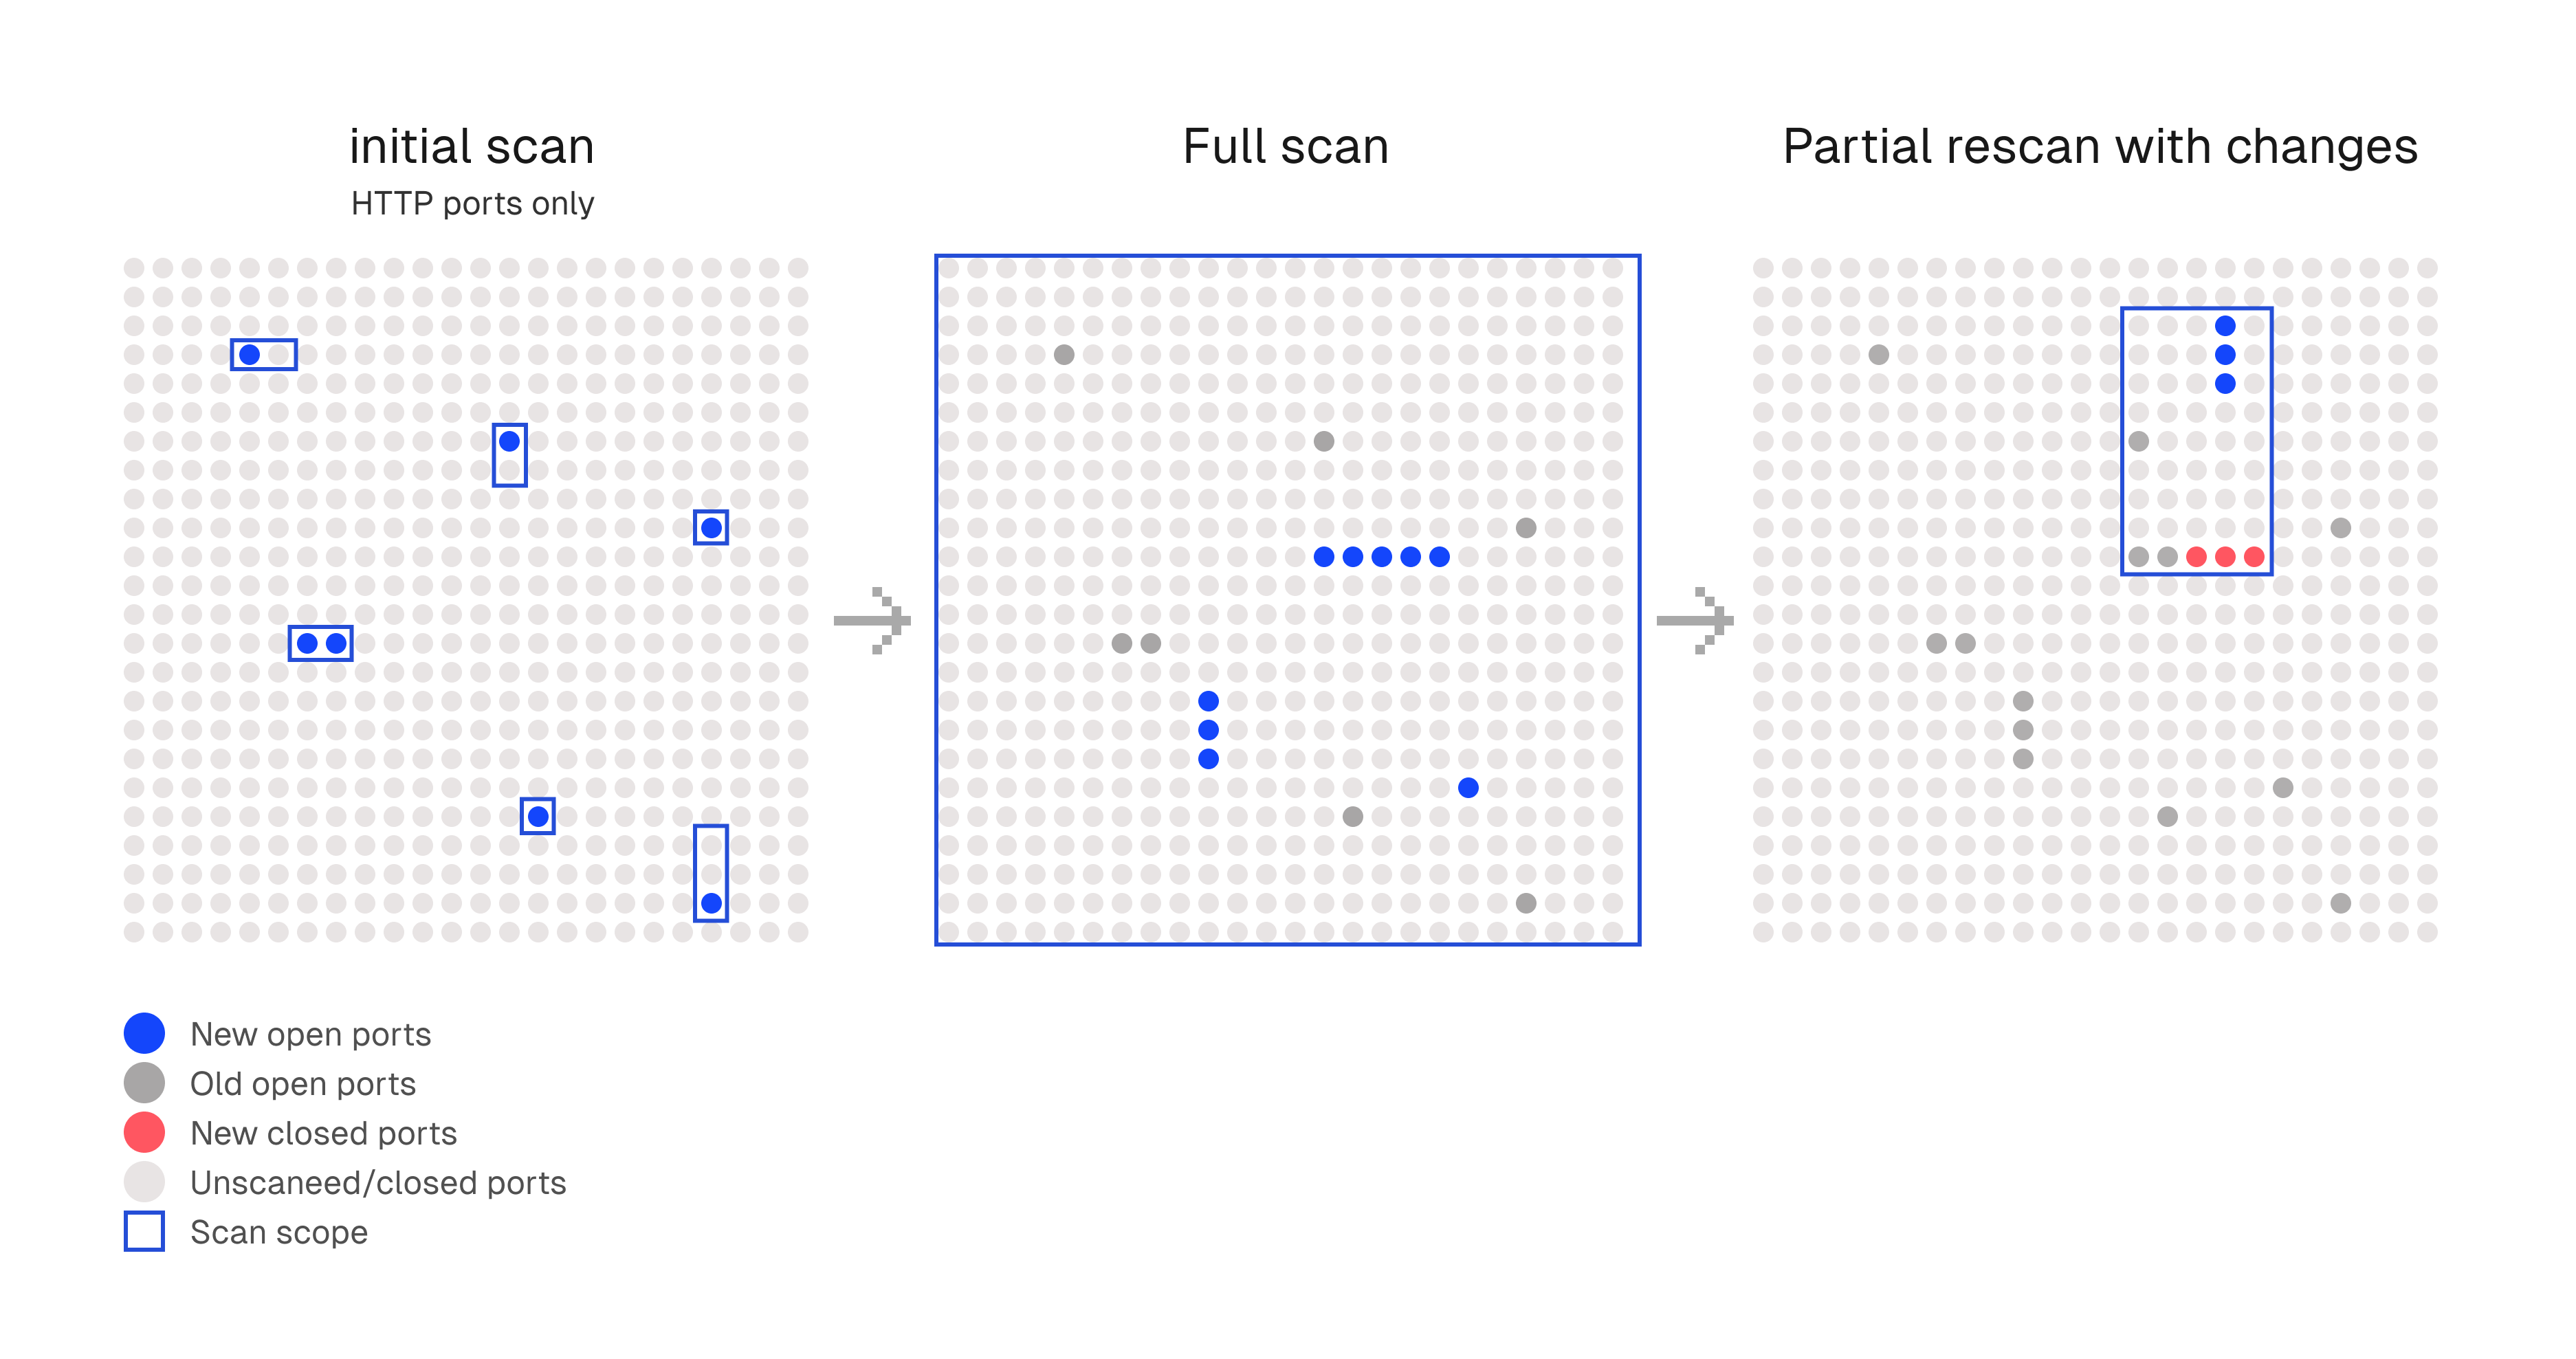 initial scan
HTTP ports only
Full scan
Partial rescan with changes
New open ports
Old open ports
New closed ports
Unscaneed/closed ports
Scan scope